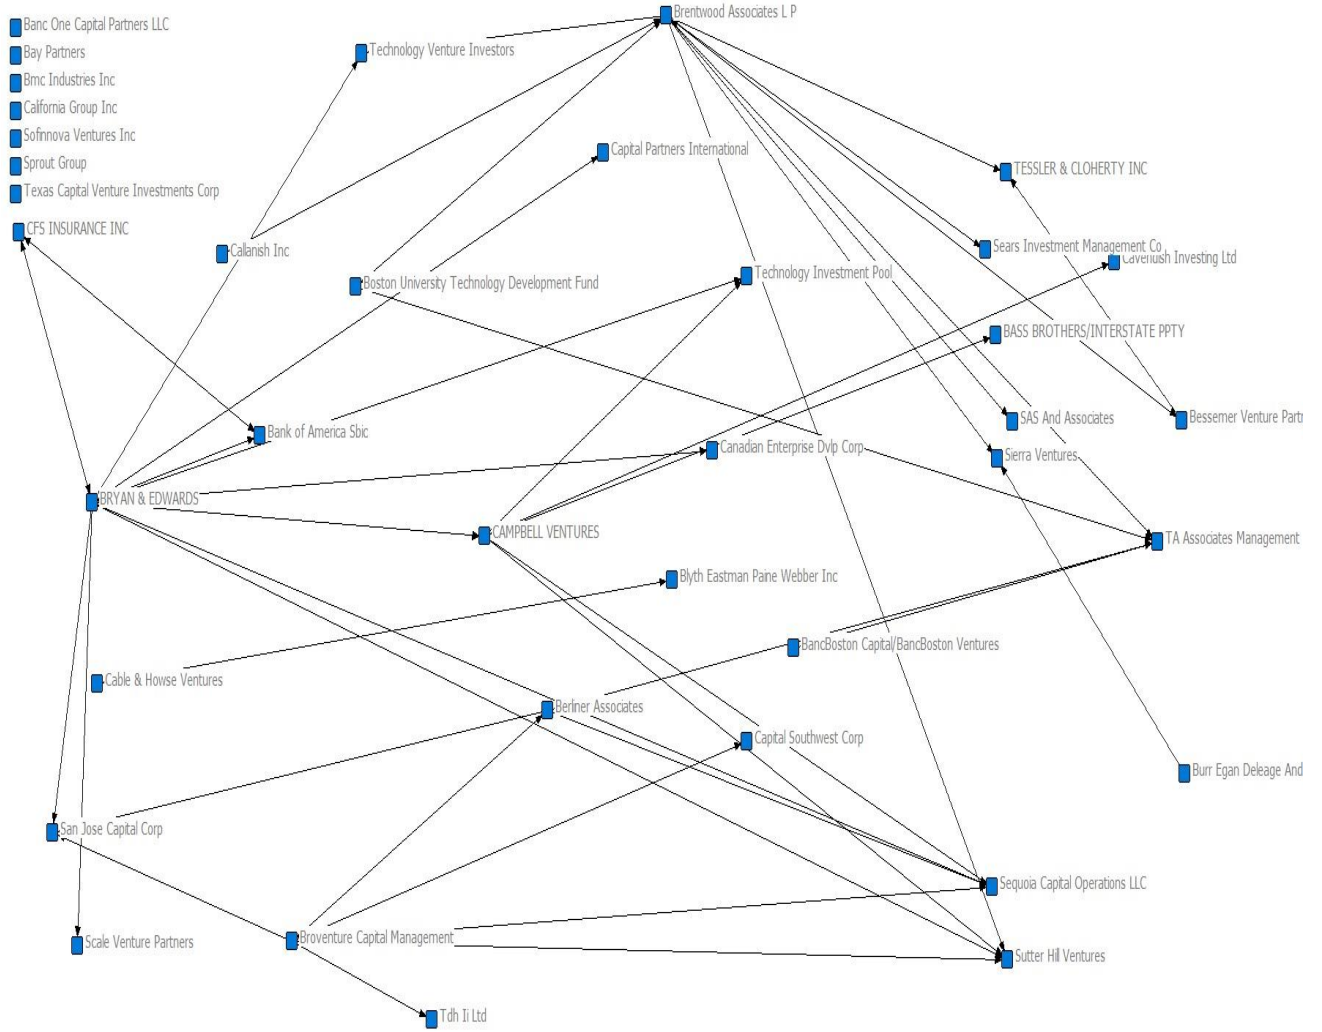 Banc One Capital Partners LLC
Bay Partners
Bmc Industries Inc
California Group Inc
Sofinnova Ventures Inc
Sprout Group
Texas Capital Venture Investments Corp
CFS INSURANCE INC
Brentwood Associates L P
Technology Venture Investors
Capital Partners International
TESSLER & CLOHERTY INC
Callanish Inc
Sears Investment Management Co
Cavendish Investing Ltd
Boston University Technology Development Fund
Technology Investment Pool
BASS BROTHERS/INTERSTATE PPTY
Bank of America Sbic
SAS And Associates
Bessemer Venture Partr
Canadian Enterprise Dvlp Corp
Sierra Ventures
BRYAN & EDWARDS
CAMPBELL VENTURES
TA Associates Management
Blyth Eastman Paine Webber Inc
BancBoston Capital/BancBoston Ventures
Cable & Howse Ventures
Berliner Associates
Capital Southwest Corp
Burr Egan Deleage And
San Jose Capital Corp
Sequoia Capital Operations LLC
Scale Venture Partners
Broventure Capital Management
Sutter Hill Ventures
Tdh Ii Ltd